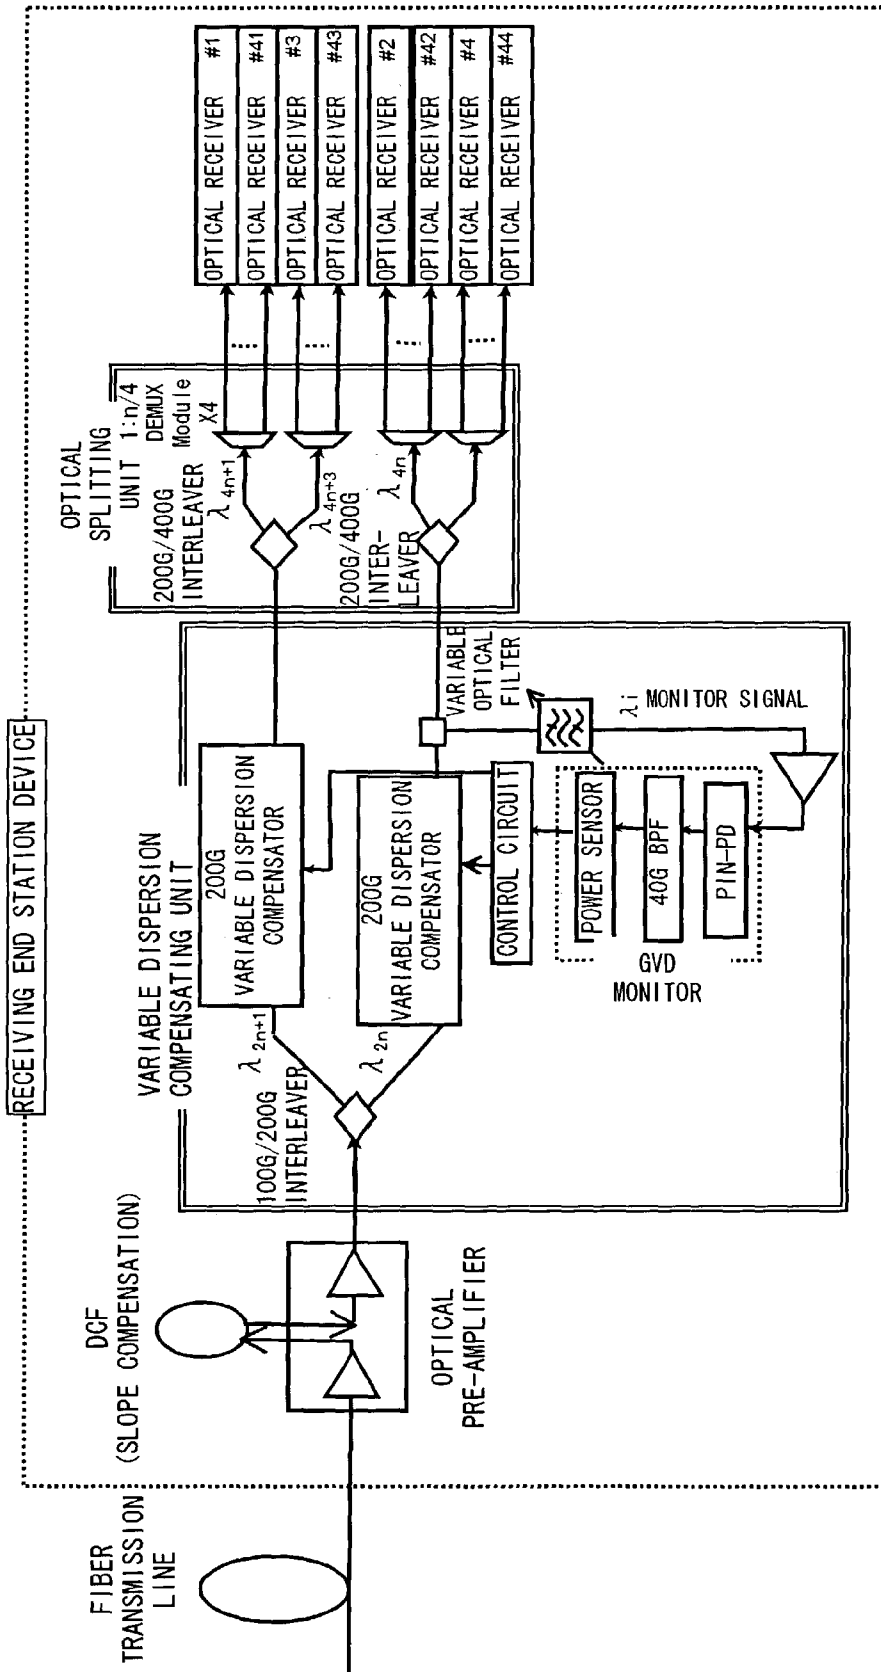 RECEIVING END STATION DEVICE
FIBER
TRANSMISSION
LINE
DCF
(SLOPE COMPENSATION)
OPTICAL
PRE-AMPLIFIER
VARIABLE DISPERSION
COMPENSATING UNIT
100G/200G
INTERLEAVER
λ2n+1
λ2n
200G
VARIABLE DISPERSION
COMPENSATOR
200G
VARIABLE DISPERSION
COMPENSATOR
CONTROL CIRCUIT
POWER SENSOR
40G BPF
PIN-PD
GVD
MONITOR
VARIABLE
OPTICAL
FILTER
λi MONITOR SIGNAL
OPTICAL
SPLITTING
UNIT
1:n/4
DEMUX
Module
X4
200G/400G
INTERLEAVER
λ4n+1
λ4n+3
200G/400G
INTER-
LEAVER
λ4n
OPTICAL RECEIVER #1
OPTICAL RECEIVER #41
OPTICAL RECEIVER #3
OPTICAL RECEIVER #43
OPTICAL RECEIVER #2
OPTICAL RECEIVER #42
OPTICAL RECEIVER #4
OPTICAL RECEIVER #44